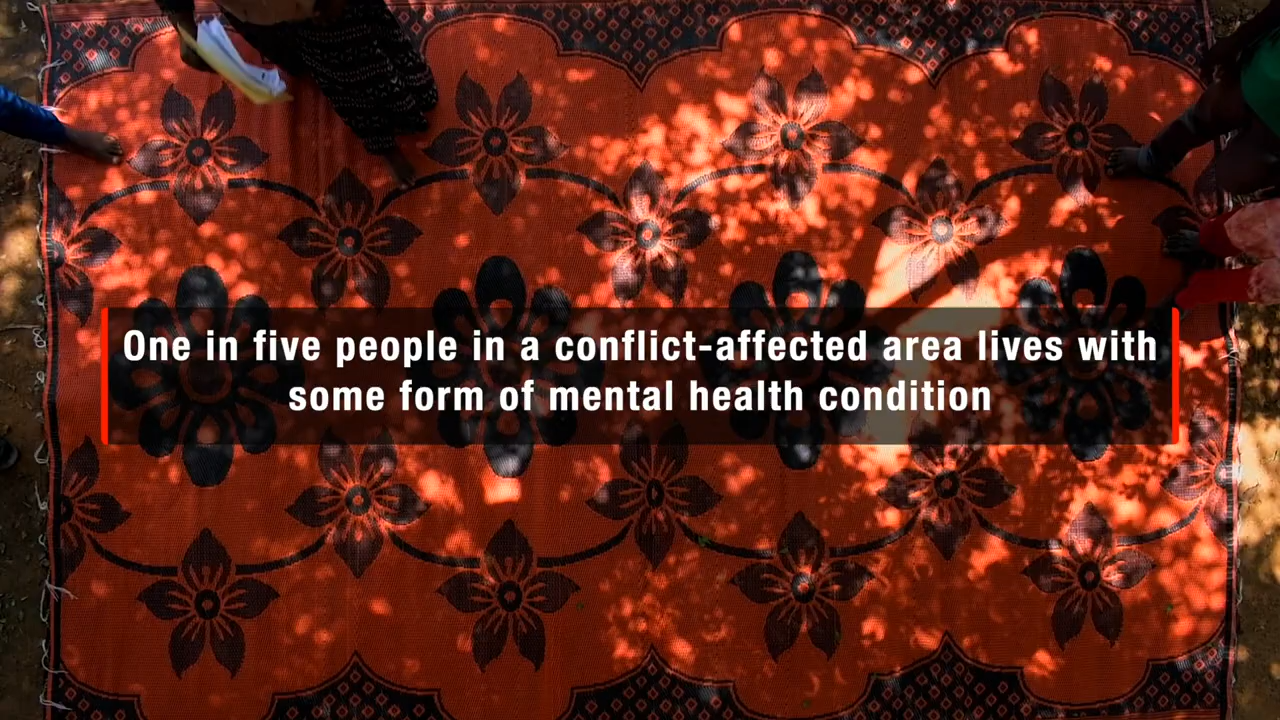 One in five people in a conflict-affected area lives with
some form of mental health condition